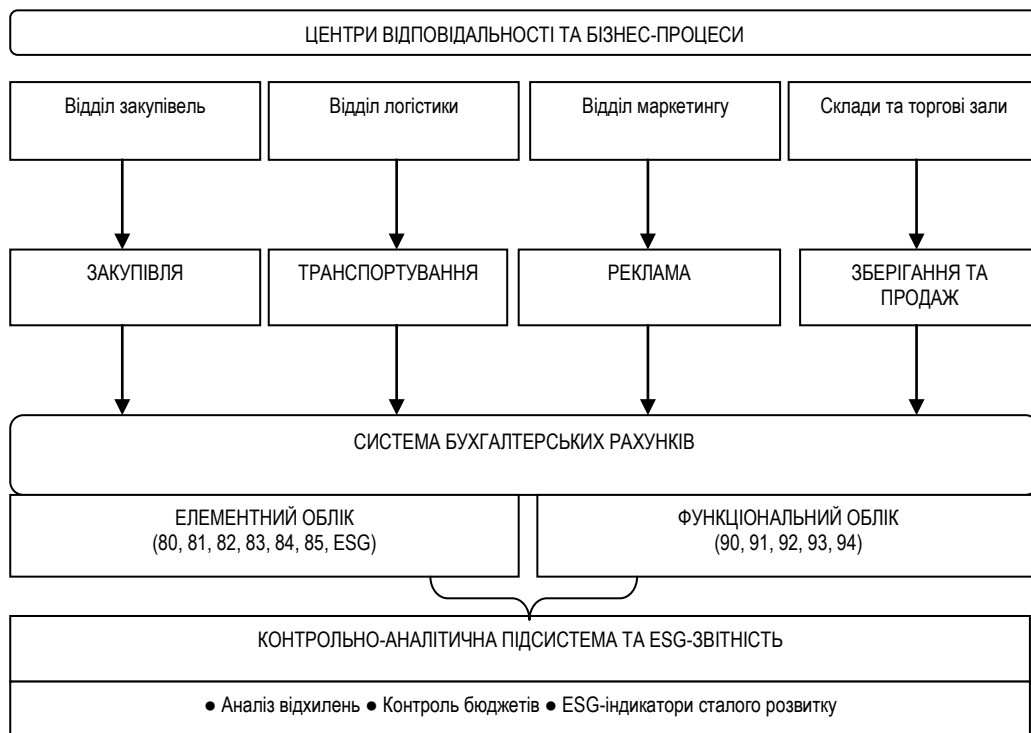 ЦЕНТРИ ВІДПОВІДАЛЬНОСТІ ТА БІЗНЕС-ПРОЦЕСИ
Відділ закупівель
Відділ логістики
Відділ маркетингу
Склади та торгові зали
ЗАКУПІВЛЯ
ТРАНСПОРТУВАННЯ
РЕКЛАМА
ЗБЕРІГАННЯ ТА
ПРОДАЖ
СИСТЕМА БУХГАЛТЕРСЬКИХ РАХУНКІВ
ЕЛЕМЕНТНИЙ ОБЛІК
(80, 81, 82, 83, 84, 85, ESG)
ФУНКЦІОНАЛЬНИЙ ОБЛІК
(90, 91, 92, 93, 94)
КОНТРОЛЬНО-АНАЛІТИЧНА ПІДСИСТЕМА ТА ESG-ЗВІТНІСТЬ
● Аналіз відхилень ● Контроль бюджетів ● ESG-індикатори сталого розвитку